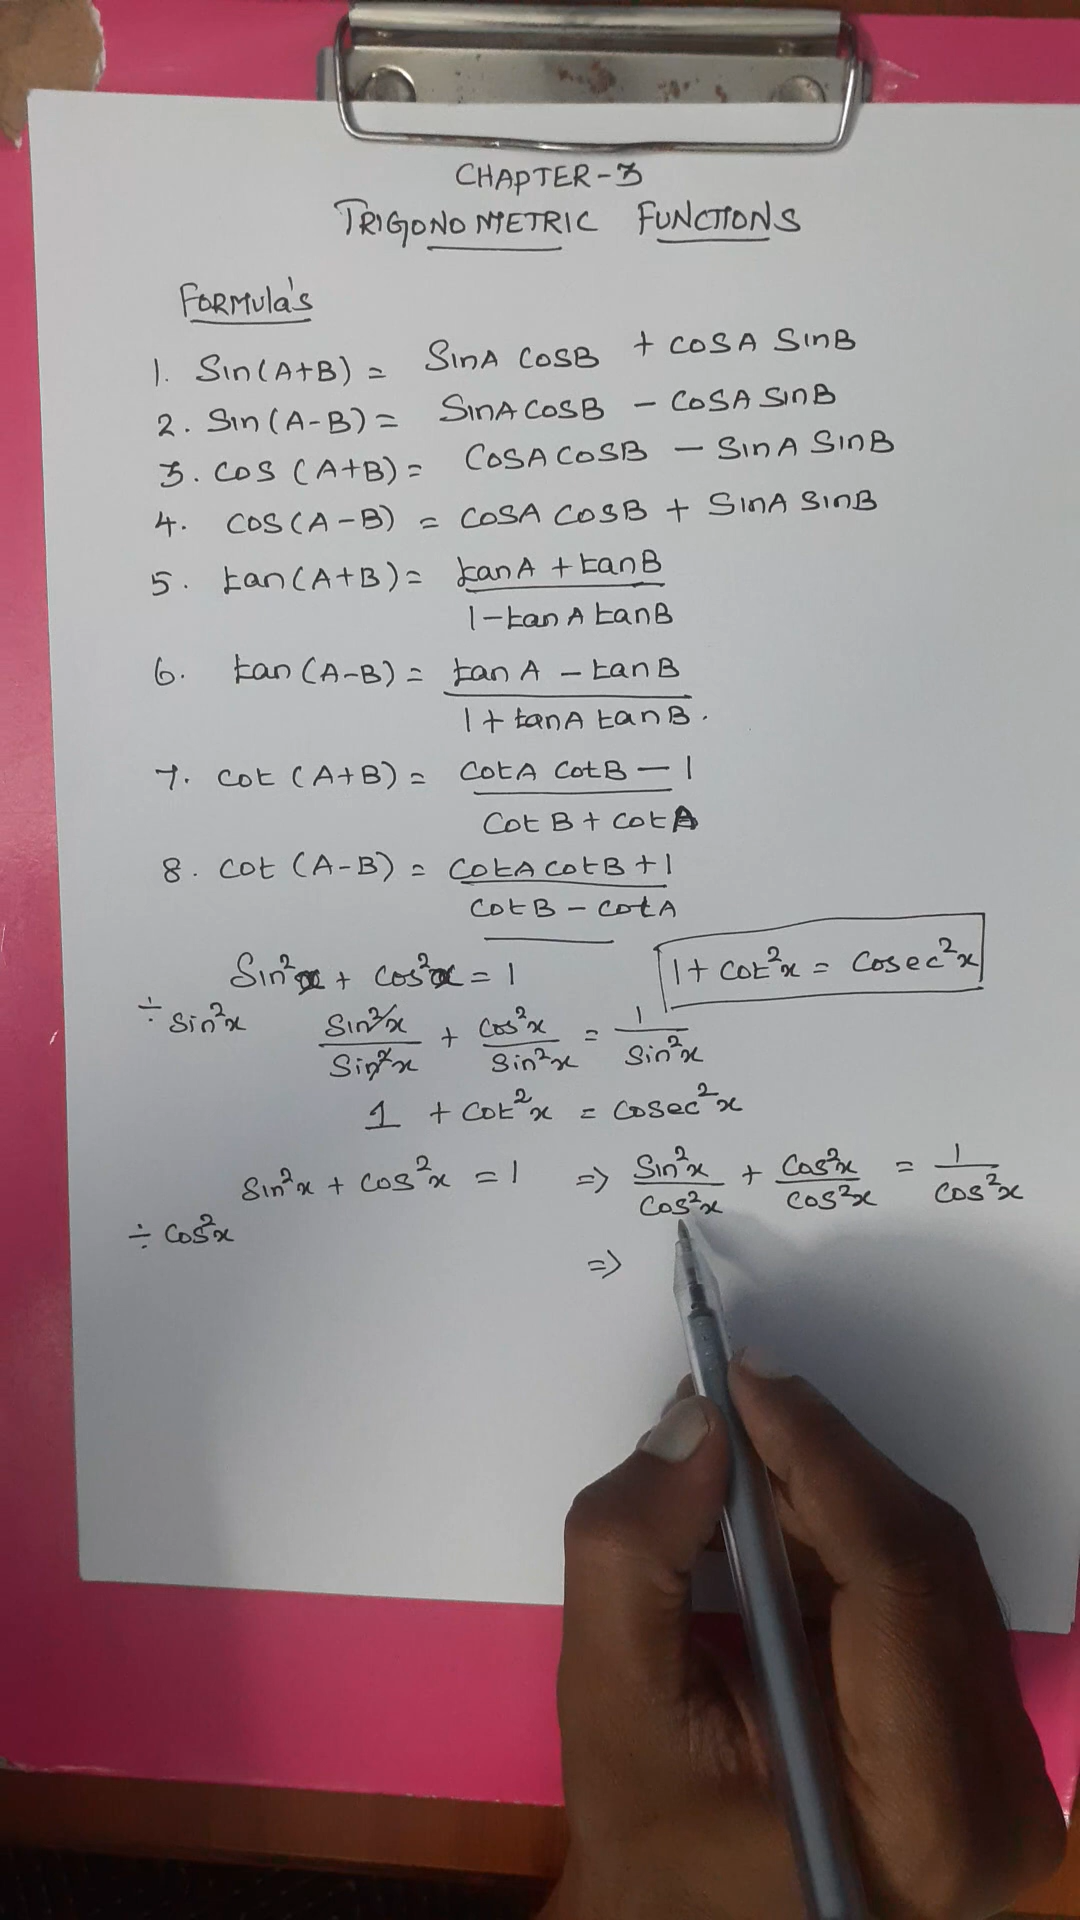 CHAPTER-3
TRIGONOMETRIC FUNCTIONS
FORMula's
1. Sin(A+B) = SinA COSB + COSA SinB
2. Sin(A-B) = SinA COSB - COSA SinB
3. COS (A+B) = COSA COSB - SinA SinB
4. COS(A-B) = COSA COSB + SinA SinB
5. tan(A+B) = tanA + tanB
1-tanA tanB
6. tan(A-B) = tanA - tanB
1 + tanA tanB.
7. cot (A+B) = cotA cotB - 1
cotB + cotA
8. cot (A-B) = cotA cotB + 1
cotB - cotA
Sin²x + cos²x = 1
1 + cot²x = cosec²x
÷ Sin²x Sin²x/Sin²x + cos²x/Sin²x = 1/Sin²x
1 + cot²x = cosec²x
Sin²x + cos²x = 1 => Sin²x/cos²x + cos²x/cos²x = 1/cos²x
÷ cos²x
=>